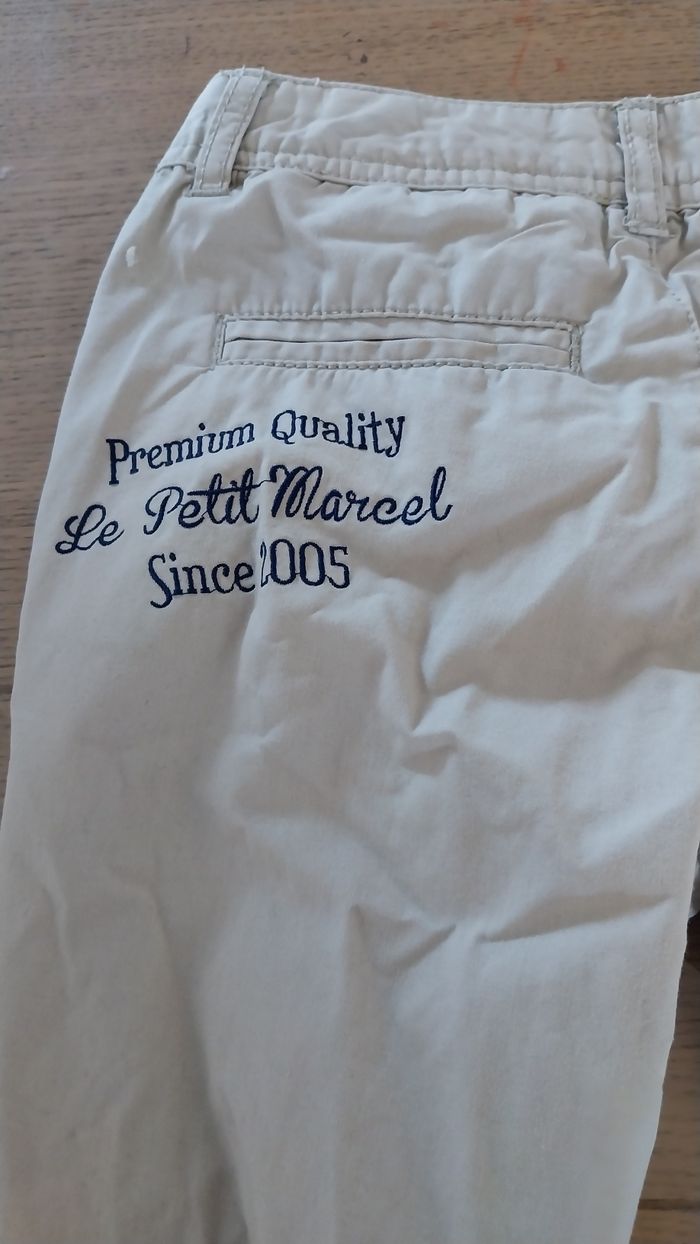 Premium Quality
Le Petit Marcel
Since 2005